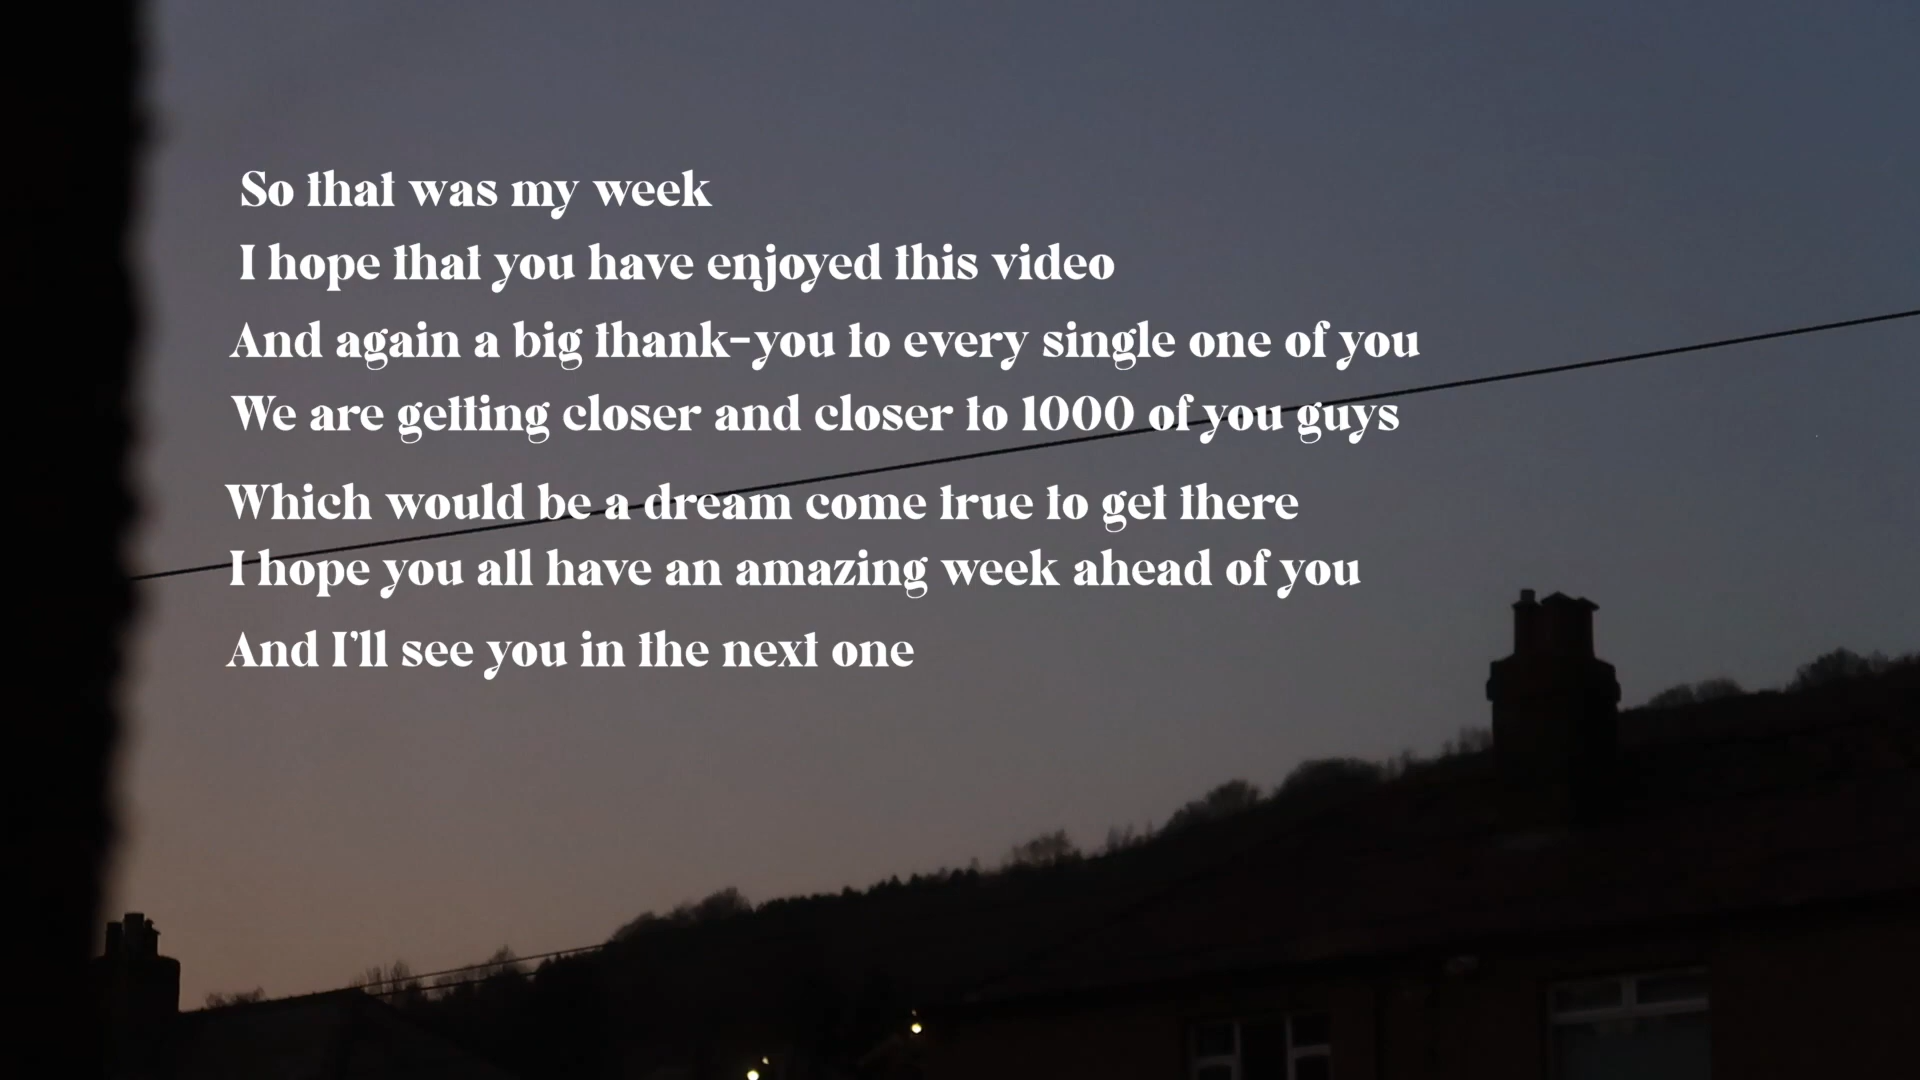 So that was my week
I hope that you have enjoyed this video
And again a big thank-you to every single one of you
We are getting closer and closer to 1000 of you guys
Which would be a dream come true to get there
I hope you all have an amazing week ahead of you
And I'll see you in the next one